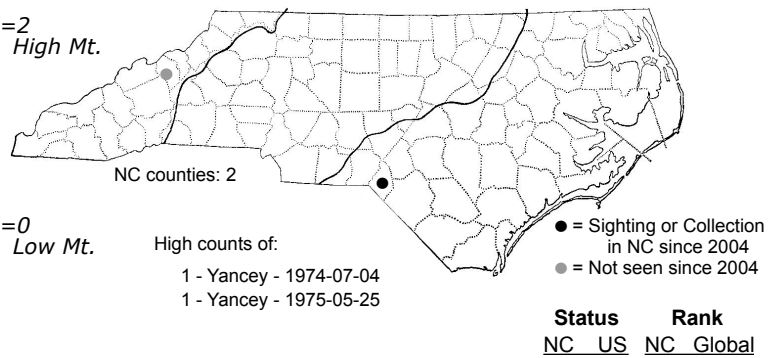 =2
High Mt.
NC counties: 2
=0
Low Mt.
High counts of:
1 - Yancey - 1974-07-04
1 - Yancey - 1975-05-25
● = Sighting or Collection
in NC since 2004
● = Not seen since 2004
Status Rank
NC US NC Global